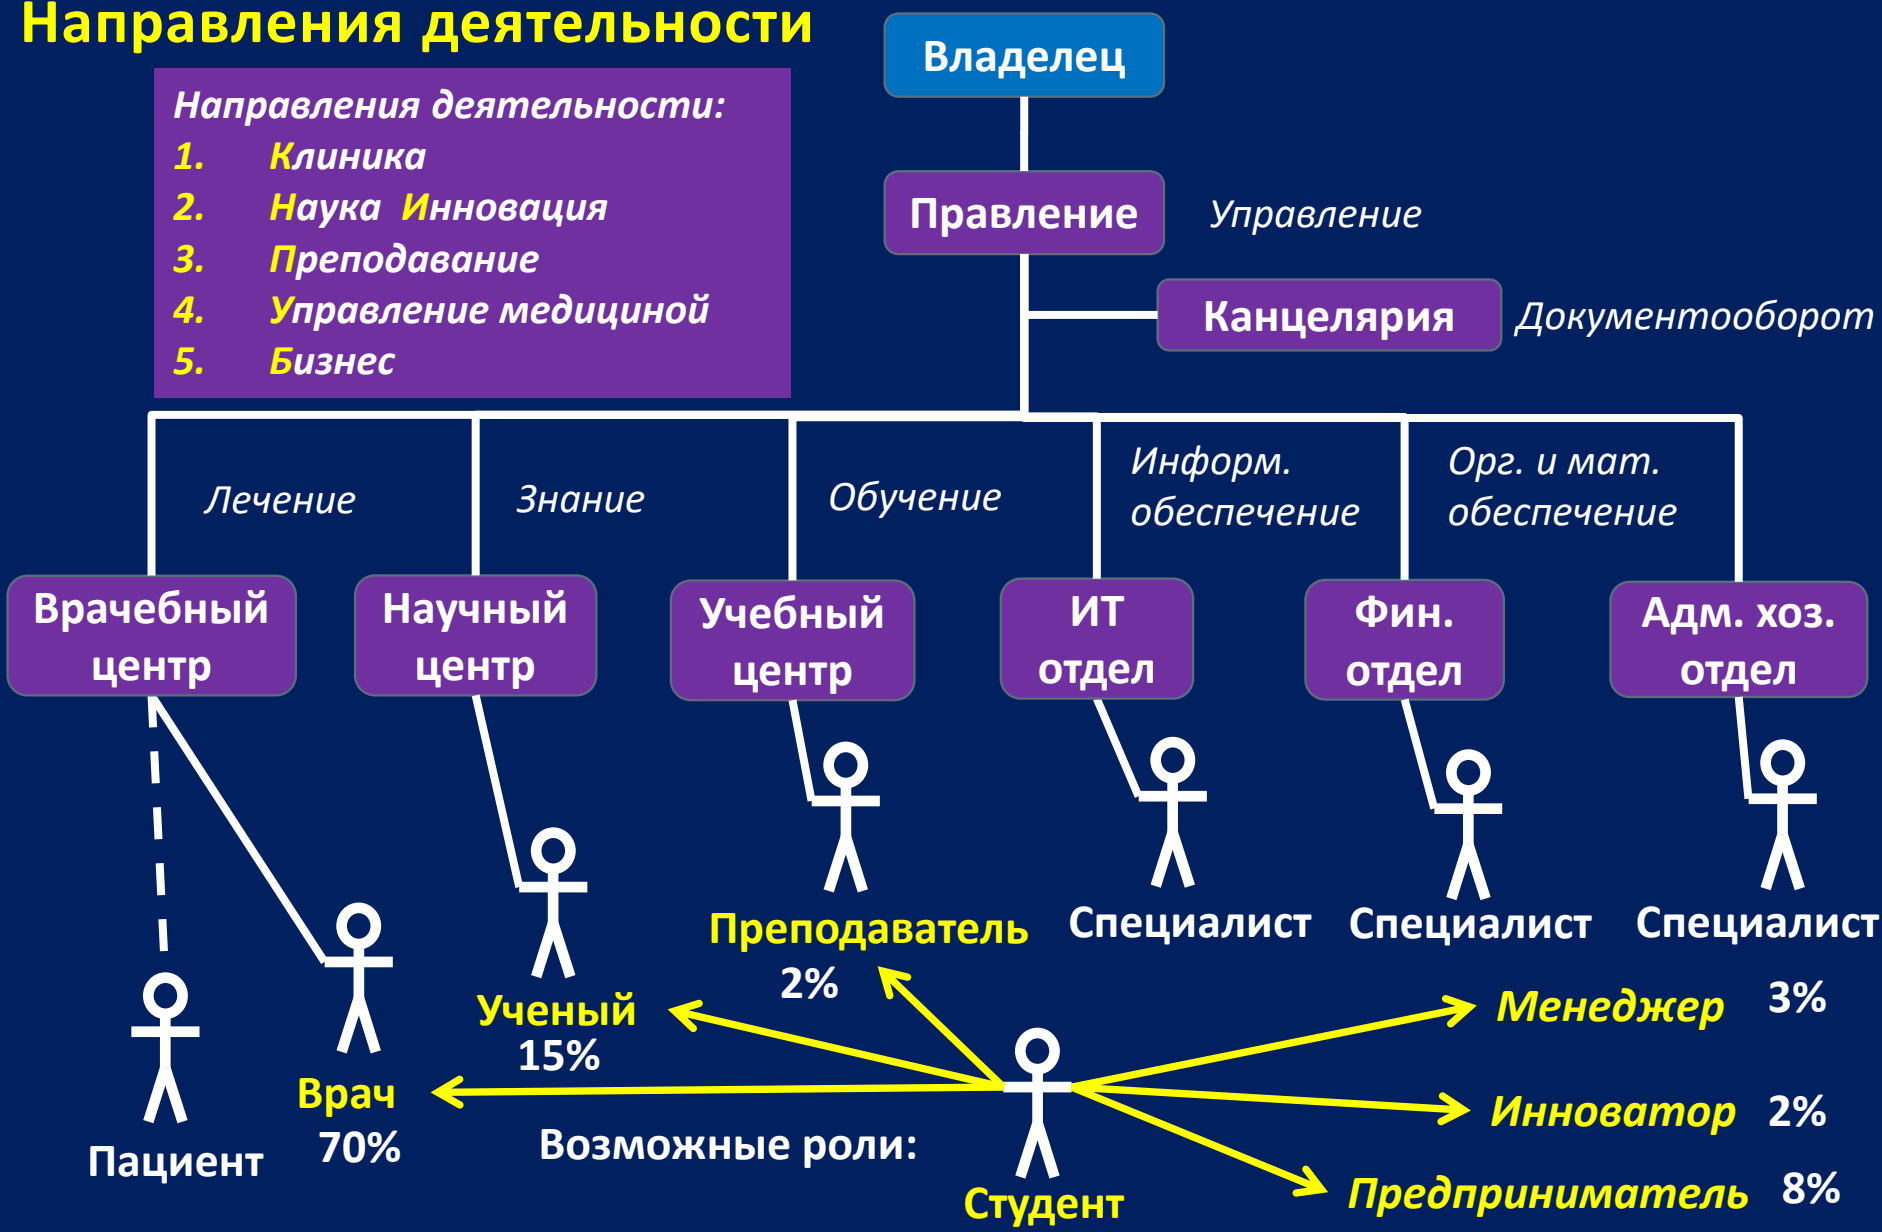 Направления деятельности
Направления деятельности:
1. Клиника
2. Наука Инновация
3. Преподавание
4. Управление медициной
5. Бизнес
Владелец
Правление
Управление
Канцелярия
Документооборот
Лечение
Знание
Обучение
Информ.
обеспечение
Орг. и мат.
обеспечение
Врачебный
центр
Научный
центр
Учебный
центр
ИТ
отдел
Фин.
отдел
Адм. хоз.
отдел
Преподаватель
2%
Специалист
Специалист
Специалист
Ученый
15%
Врач
70%
Пациент
Возможные роли:
Студент
Менеджер 3%
Инноватор 2%
Предприниматель 8%